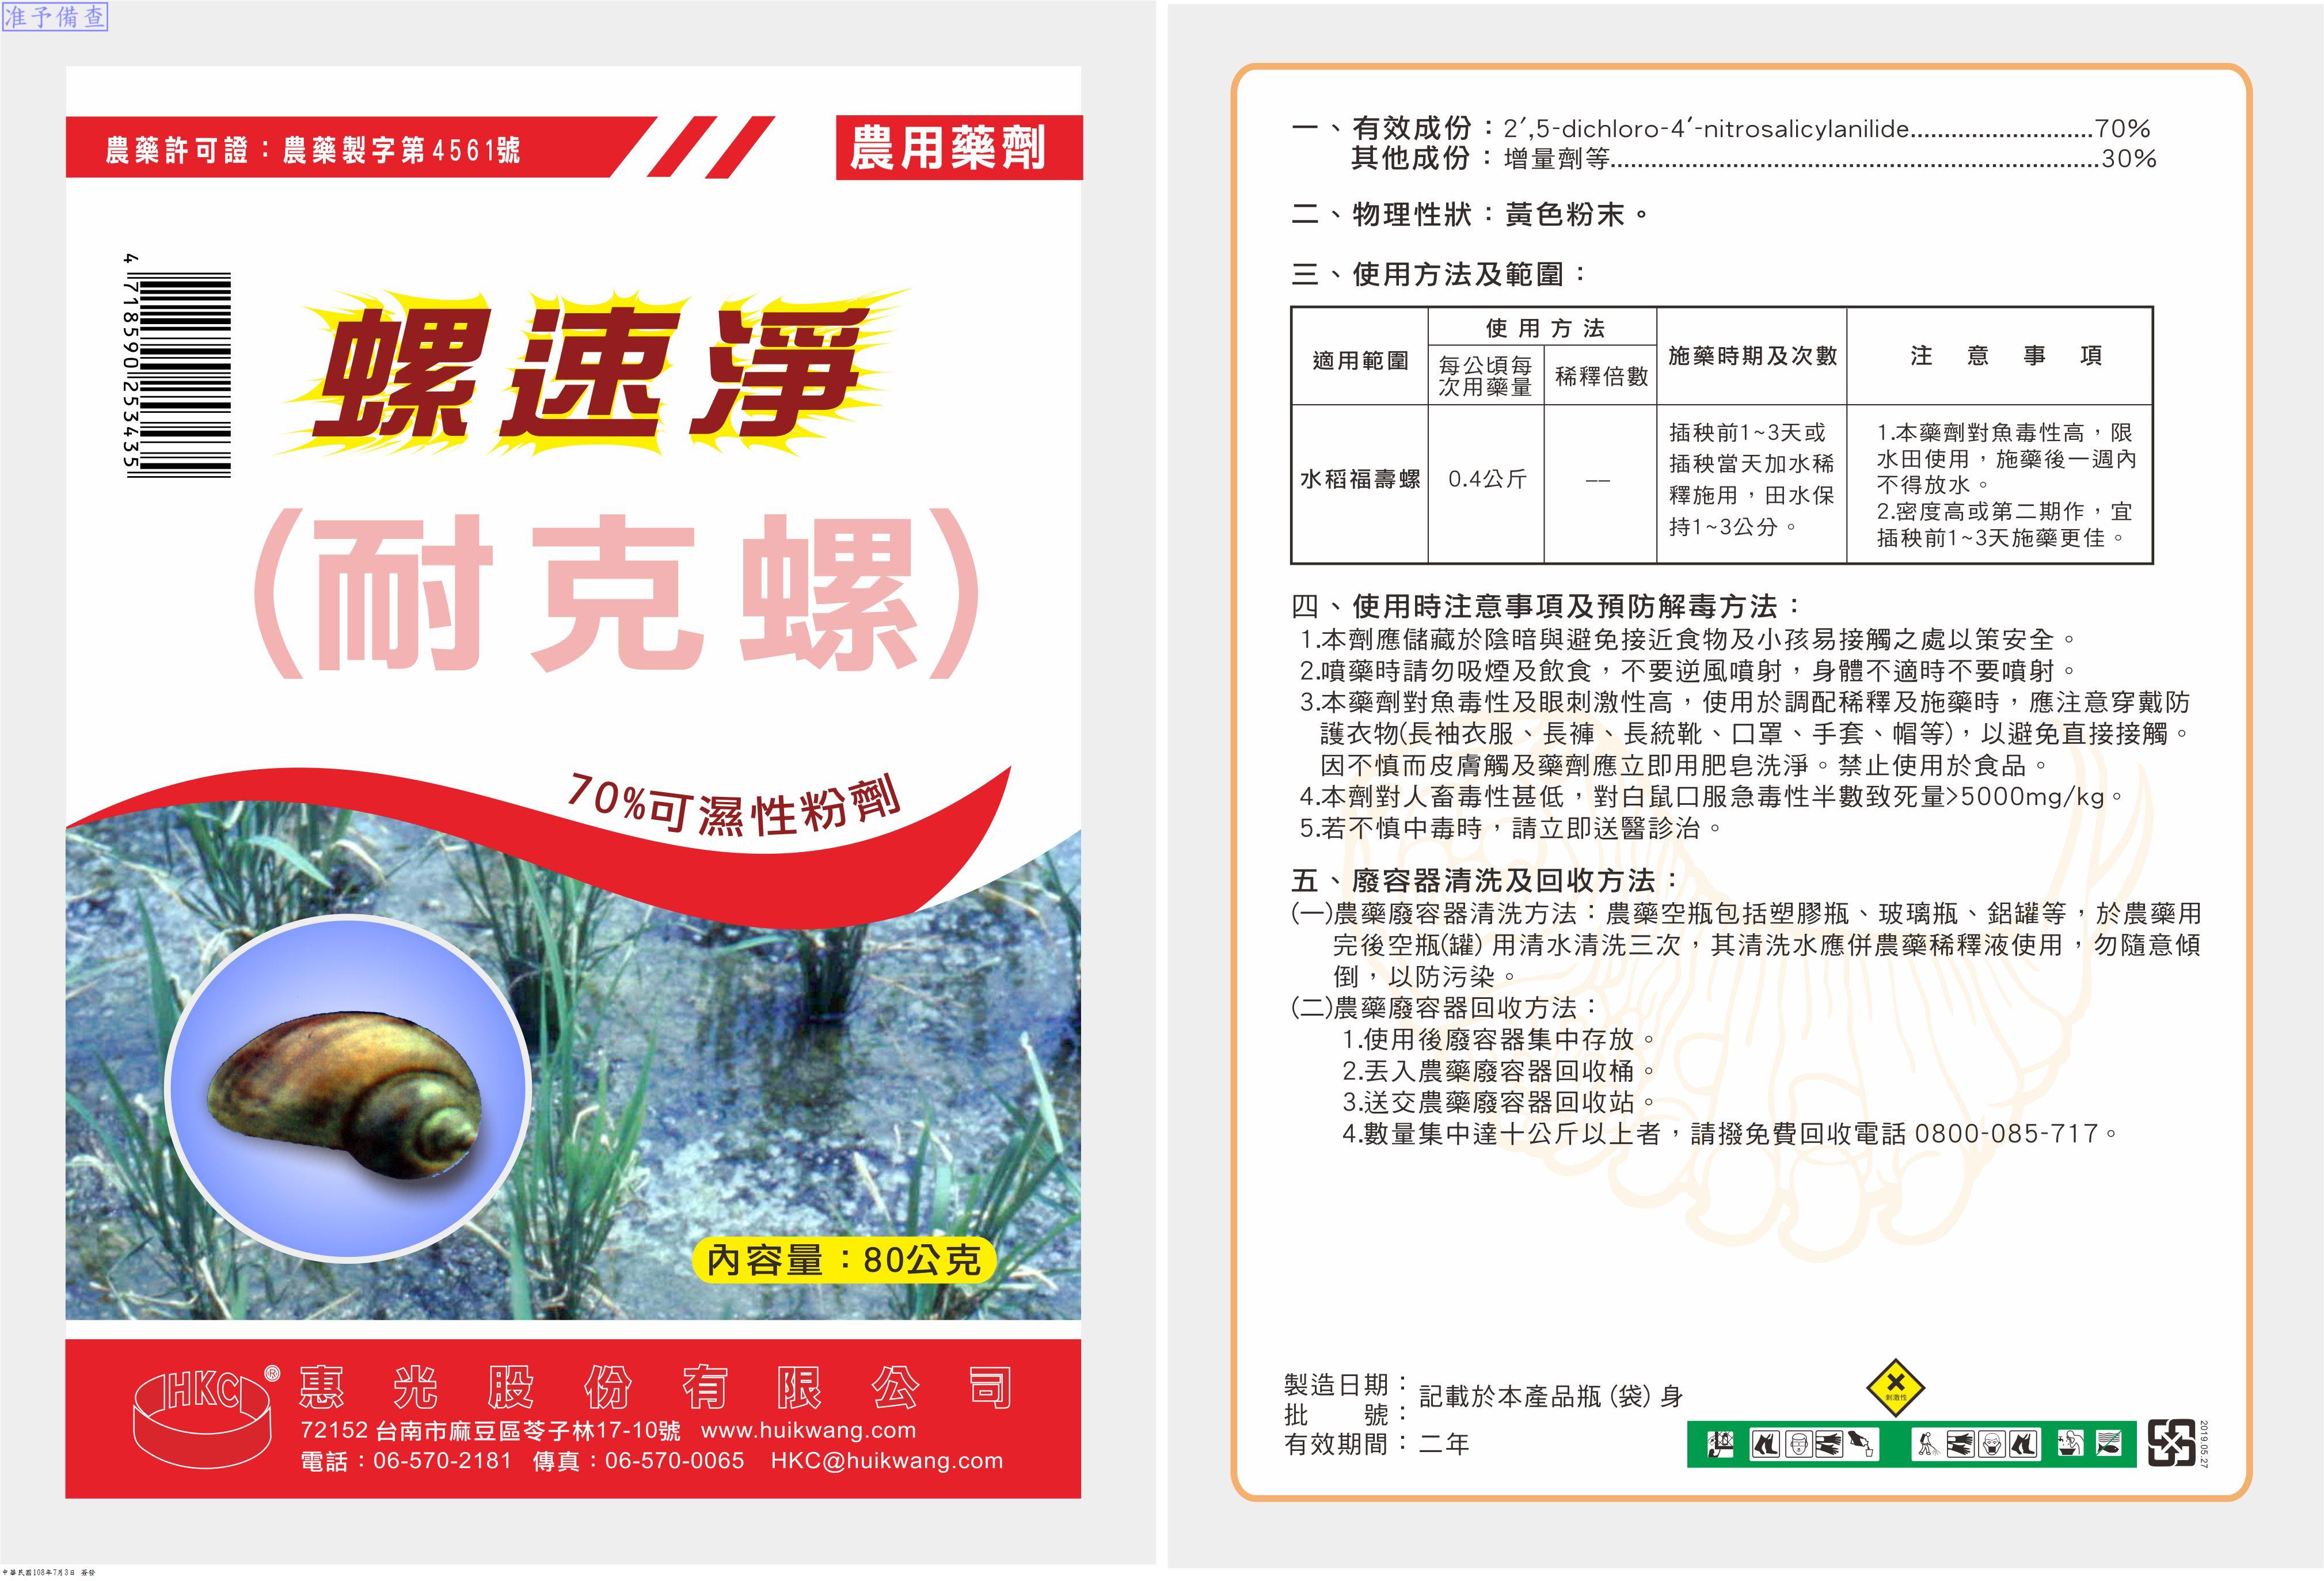 准予備查
農藥許可證：農藥製字第4561號
農用藥劑
4 718590 253435
螺速淨
(耐克螺)
70%可濕性粉劑
內容量：80公克
HKC®
惠光股份有限公司
72152 台南市麻豆區苓子林17-10號 www.huikwang.com
電話：06-570-2181 傳真：06-570-0065 HKC@huikwang.com
中華民國108年7月3日 簽發
一、有效成份：2′,5-dichloro-4′-nitrosalicylanilide...........................70%
其他成份：增量劑等........................................................................30%
二、物理性狀：黃色粉末。
三、使用方法及範圍：
適用範圍
使用方法
每公頃每
次用藥量
稀釋倍數
施藥時期及次數
注意事項
水稻福壽螺
0.4公斤
—
插秧前1~3天或
插秧當天加水稀
釋施用，田水保
持1~3公分。
1.本藥劑對魚毒性高，限
水田使用，施藥後一週內
不得放水。
2.密度高或第二期作，宜
插秧前1~3天施藥更佳。
四、使用時注意事項及預防解毒方法：
1.本劑應儲藏於陰暗與避免接近食物及小孩易接觸之處以策安全。
2.噴藥時請勿吸煙及飲食，不要逆風噴射，身體不適時不要噴射。
3.本藥劑對魚毒性及眼刺激性高，使用於調配稀釋及施藥時，應注意穿戴防
護衣物(長袖衣服、長褲、長統靴、口罩、手套、帽等)，以避免直接接觸。
因不慎而皮膚觸及藥劑應立即用肥皂洗淨。禁止使用於食品。
4.本劑對人畜毒性甚低，對白鼠口服急毒性半數致死量>5000mg/kg。
5.若不慎中毒時，請立即送醫診治。
五、廢容器清洗及回收方法：
(一)農藥廢容器清洗方法：農藥空瓶包括塑膠瓶、玻璃瓶、鋁罐等，於農藥用
完後空瓶(罐) 用清水清洗三次，其清洗水應併農藥稀釋液使用，勿隨意傾
倒，以防污染。
(二)農藥廢容器回收方法：
1.使用後廢容器集中存放。
2.丟入農藥廢容器回收桶。
3.送交農藥廢容器回收站。
4.數量集中達十公斤以上者，請撥免費回收電話 0800-085-717。
製造日期：
批號：
記載於本產品瓶 (袋) 身
有效期間：二年
刺激性
2019.05.27